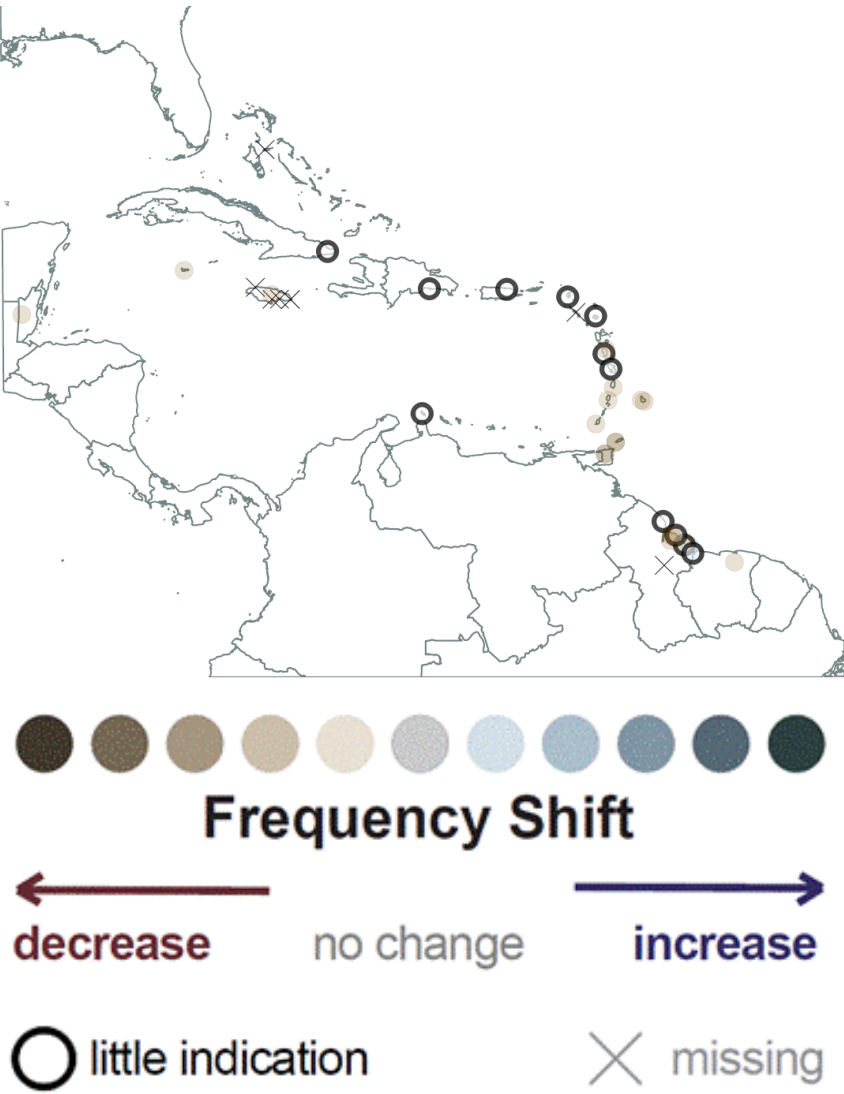 Frequency Shift
decrease no change increase
little indication missing